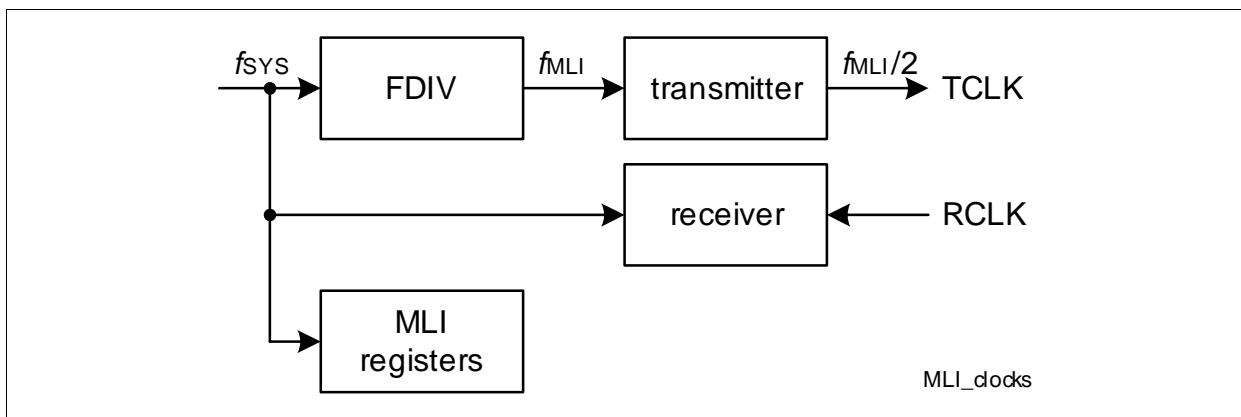 fSYS
FDIV
fMLI
transmitter
fMLI/2
TCLK
receiver
RCLK
MLI
registers
MLI_clocks